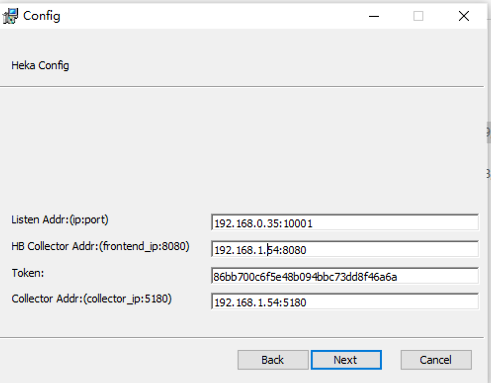 Config
Heka Config
Listen Addr:(ip:port)
192.168.0.35:10001
HB Collector Addr:(frontend_ip:8080)
192.168.1.54:8080
Token:
86bb700c6f5e48b094bbc73dd8f46a6a
Collector Addr:(collector_ip:5180)
192.168.1.54:5180
Back
Next
Cancel